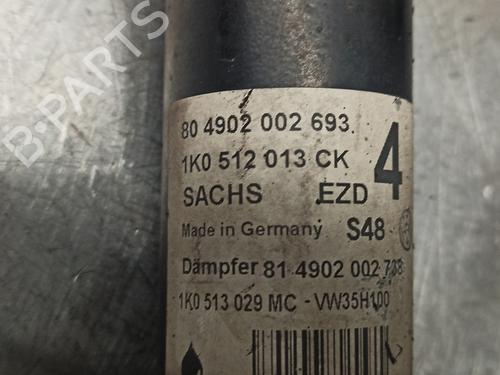 80 4902 002 693
1K0 512 013 CK 4
SACHS EZD
Made in Germany S48
Dämpfer 81 4902 002 738
1K0 513 029 MC - VW35H100
B-Parts